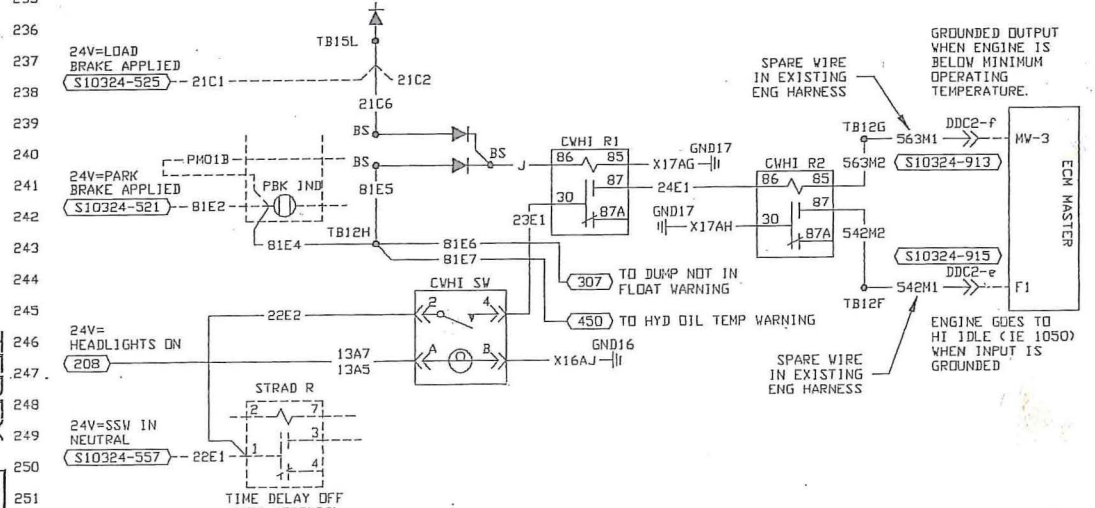 236
237
238
239
240
241
242
243
244
245
246
247
248
249
250
251
24V=LOAD
BRAKE APPLIED
S10324-525
21C1
TB15L
21C2
21C6
BS
BS
BS
J
PM01B
24V=PARK
BRAKE APPLIED
S10324-521
81E2
PBK IND
81E5
81E4
TB12H
81E6
81E7
307 TO DUMP NOT IN
FLOAT WARNING
450 TO HYD OIL TEMP WARNING
CWHI R1
86 85
87
30
87A
X17AG
GND17
24E1
23E1
GND17
X17AH
CWHI R2
86 85
87
30
87A
TB12G
563M2
563M1
542M2
TB12F
542M1
SPARE WIRE
IN EXISTING
ENG HARNESS
GROUNDED OUTPUT
WHEN ENGINE IS
BELOW MINIMUM
OPERATING
TEMPERATURE.
DDC2-f
MW-3
S10324-913
ECM MASTER
S10324-915
DDC2-e
F1
ENGINE GOES TO
HI IDLE (IE 1050)
WHEN INPUT IS
GROUNDED
SPARE WIRE
IN EXISTING
ENG HARNESS
CWHI SW
2 4
A B
22E2
13A7
13A5
X16AJ
GND16
24V=
HEADLIGHTS ON
208
STRAD R
2 7
3
1
4
24V=SSW IN
NEUTRAL
S10324-557
22E1
TIME DELAY OFF